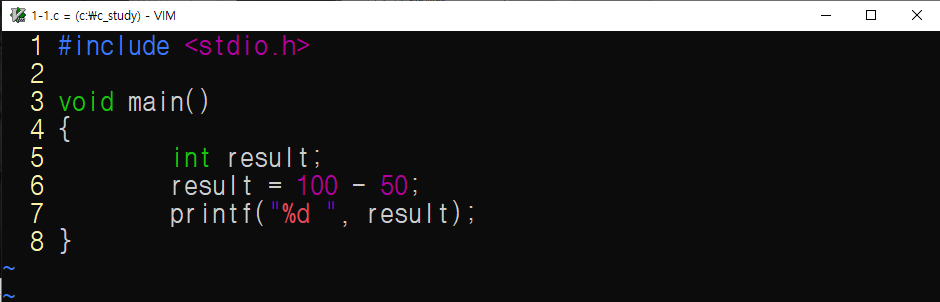 1-1.c = (c:\c_study) - VIM
1 #include <stdio.h>
2
3 void main()
4 {
5         int result;
6         result = 100 - 50;
7         printf("%d ", result);
8 }
~
~